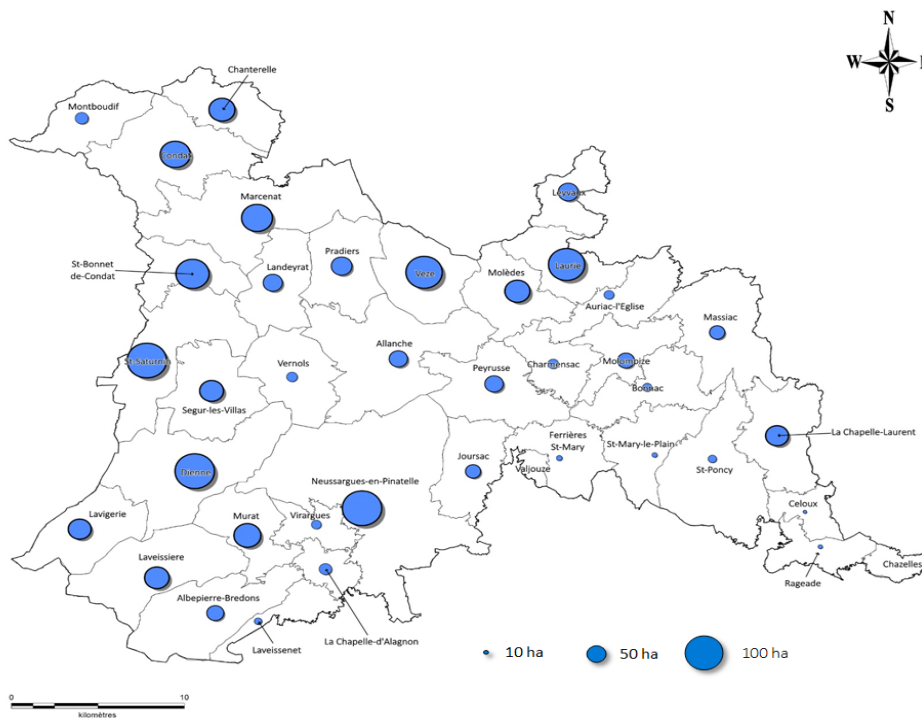 N
W
E
S
Chanterelle
Montboudif
Condat
Marcenat
Leyvaux
St-Bonnet
de-Condat
Landeyrat
Pradiers
Vèze
Molèdes
Laurie
Auriac-l'Eglise
Massiac
St-Saturnin
Allanche
Vernols
Segur-les-Villas
Peyrusse
Charmensac
Molompize
Bonnac
La Chapelle-Laurent
Dienne
Neussargues-en-Pinatelle
Joursac
Ferrières
St-Mary
Valjouze
St-Mary-le-Plain
St-Poncy
Celoux
Lavigerie
Murat
Virargues
Rageade
Chazelles
Laveissiere
Albepierre-Bredons
La Chapelle-d'Alagnon
Laveissenet
10 ha
50 ha
100 ha
0
10
kilomètres